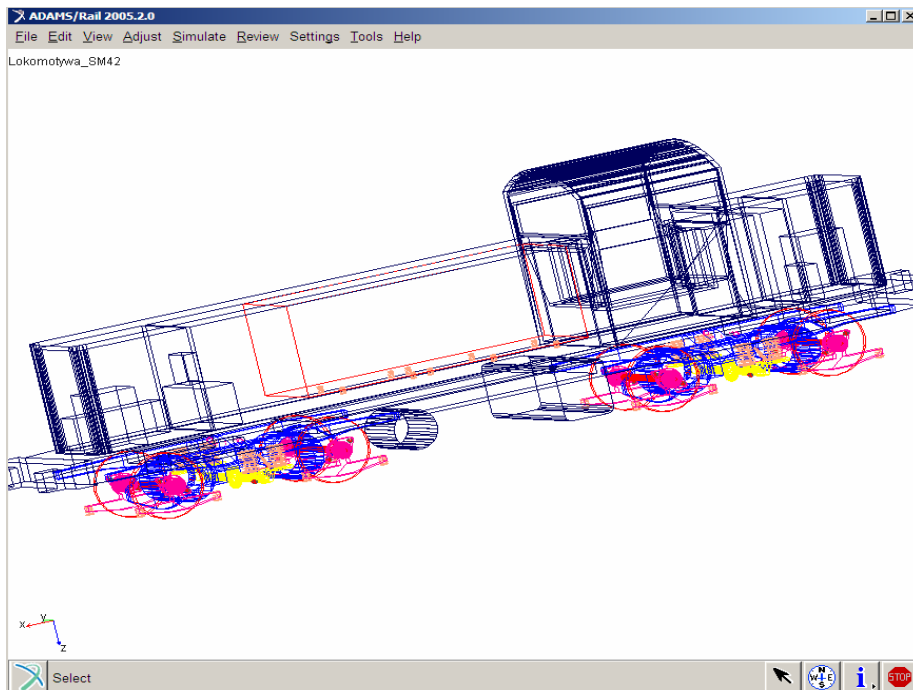 ADAMS/Rail 2005.2.0
File Edit View Adjust Simulate Review Settings Tools Help
Lokomotywa_SM42
x y
z
Select
N
W E
S
i
STOP